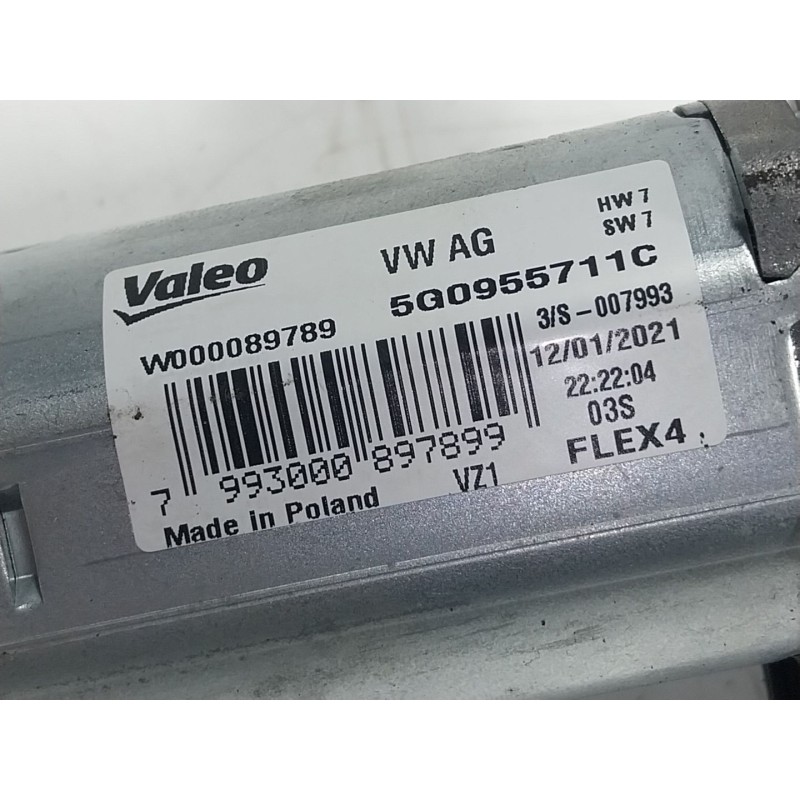 Valeo
VW AG
HW 7
SW 7
5G0955711C
W000089789
3/S-007993
12/01/2021
22:22:04
03S
FLEX4
7 993000 897899
VZ1
Made in Poland